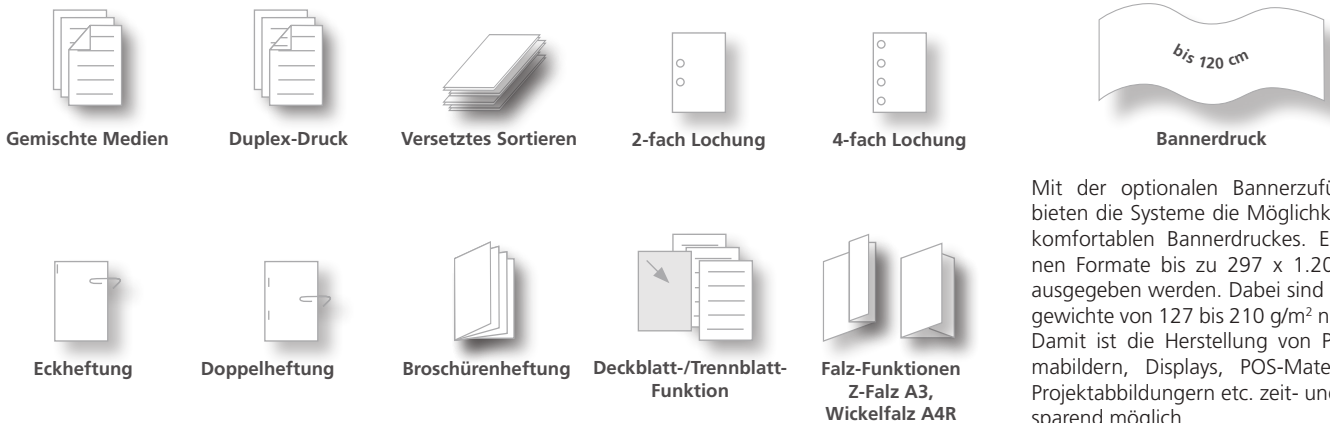 Gemischte Medien
Duplex-Druck
Versetztes Sortieren
2-fach Lochung
4-fach Lochung
Eckheftung
Doppelheftung
Broschürenheftung
Deckblatt-/Trennblatt-
Funktion
Falz-Funktionen
Z-Falz A3,
Wickelfalz A4R
bis 120 cm
Bannerdruck
Mit der optionalen
bieten die Systeme die
komfortablen Bannerdruckes.
nen Formate bis zu 297 x
ausgegeben werden. Dabei sind
gewichte von 127 bis 210 g/m²
Damit ist die Herstellung von
mabildern, Displays,
Projektabbildungern etc. zeit- und
sparend möglich